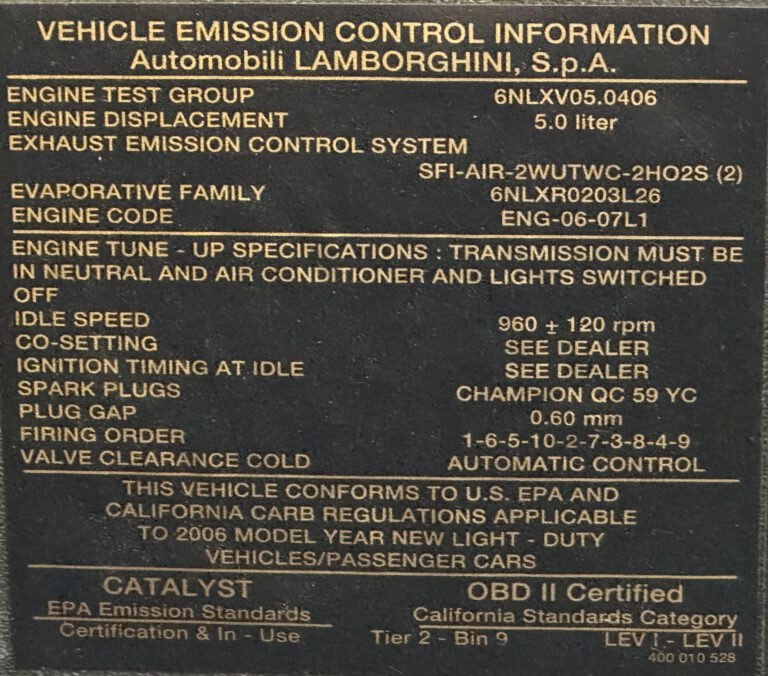 VEHICLE EMISSION CONTROL INFORMATION
Automobili LAMBORGHINI, S.p.A.
ENGINE TEST GROUP 6NLXV05.0406
ENGINE DISPLACEMENT 5.0 liter
EXHAUST EMISSION CONTROL SYSTEM
SFI-AIR-2WUTWC-2HO2S (2)
EVAPORATIVE FAMILY 6NLXR0203L26
ENGINE CODE ENG-06-07L1
ENGINE TUNE - UP SPECIFICATIONS : TRANSMISSION MUST BE
IN NEUTRAL AND AIR CONDITIONER AND LIGHTS SWITCHED
OFF
IDLE SPEED 960 ± 120 rpm
CO-SETTING SEE DEALER
IGNITION TIMING AT IDLE SEE DEALER
SPARK PLUGS CHAMPION QC 59 YC
PLUG GAP 0.60 mm
FIRING ORDER 1-6-5-10-2-7-3-8-4-9
VALVE CLEARANCE COLD AUTOMATIC CONTROL
THIS VEHICLE CONFORMS TO U.S. EPA AND
CALIFORNIA CARB REGULATIONS APPLICABLE
TO 2006 MODEL YEAR NEW LIGHT - DUTY
VEHICLES/PASSENGER CARS
CATALYST OBD II Certified
EPA Emission Standards California Standards Category
Certification & In - Use Tier 2 - Bin 9 LEV I - LEV II
400 010 528